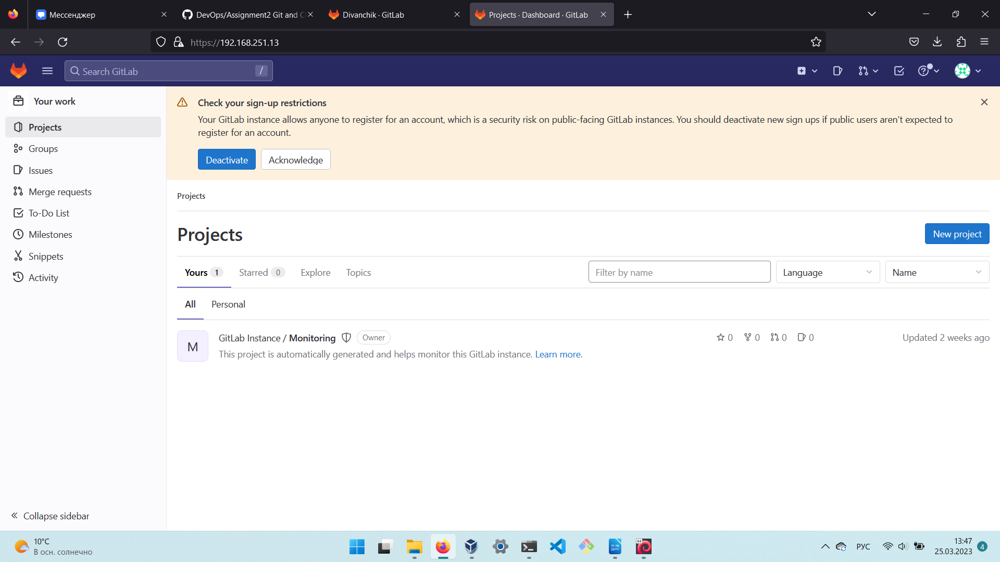 Мессенджер
DevOps/Assignment2 Git and C
Divanchik · GitLab
Projects · Dashboard · GitLab
https://192.168.251.13
Search GitLab
/
Your work
Projects
Groups
Issues
Merge requests
To-Do List
Milestones
Snippets
Activity
Collapse sidebar
Check your sign-up restrictions
Your GitLab instance allows anyone to register for an account, which is a security risk on public-facing GitLab instances. You should deactivate new sign ups if public users aren't expected to
register for an account.
Deactivate
Acknowledge
Projects
Projects
New project
Yours 1
Starred 0
Explore
Topics
Filter by name
Language
Name
All
Personal
M
GitLab Instance / Monitoring
Owner
0
0
0
0
Updated 2 weeks ago
This project is automatically generated and helps monitor this GitLab instance. Learn more.
10°C
В осн. солнечно
64
РУС
13:47
25.03.2023
4